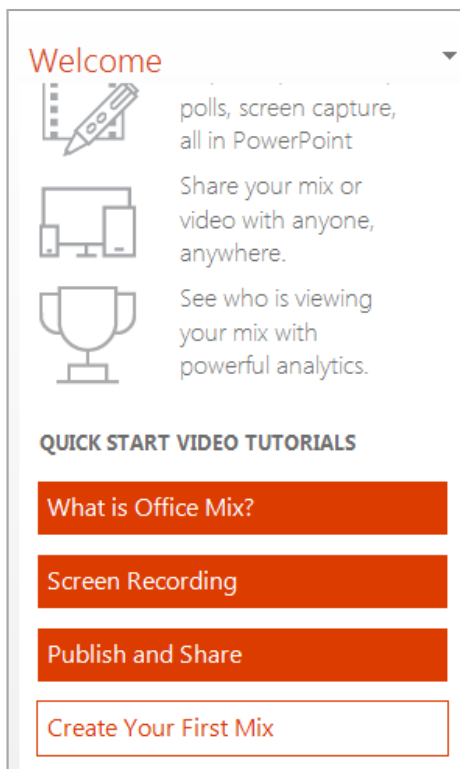 Welcome
polls, screen capture,
all in PowerPoint
Share your mix or
video with anyone,
anywhere.
See who is viewing
your mix with
powerful analytics.
QUICK START VIDEO TUTORIALS
What is Office Mix?
Screen Recording
Publish and Share
Create Your First Mix